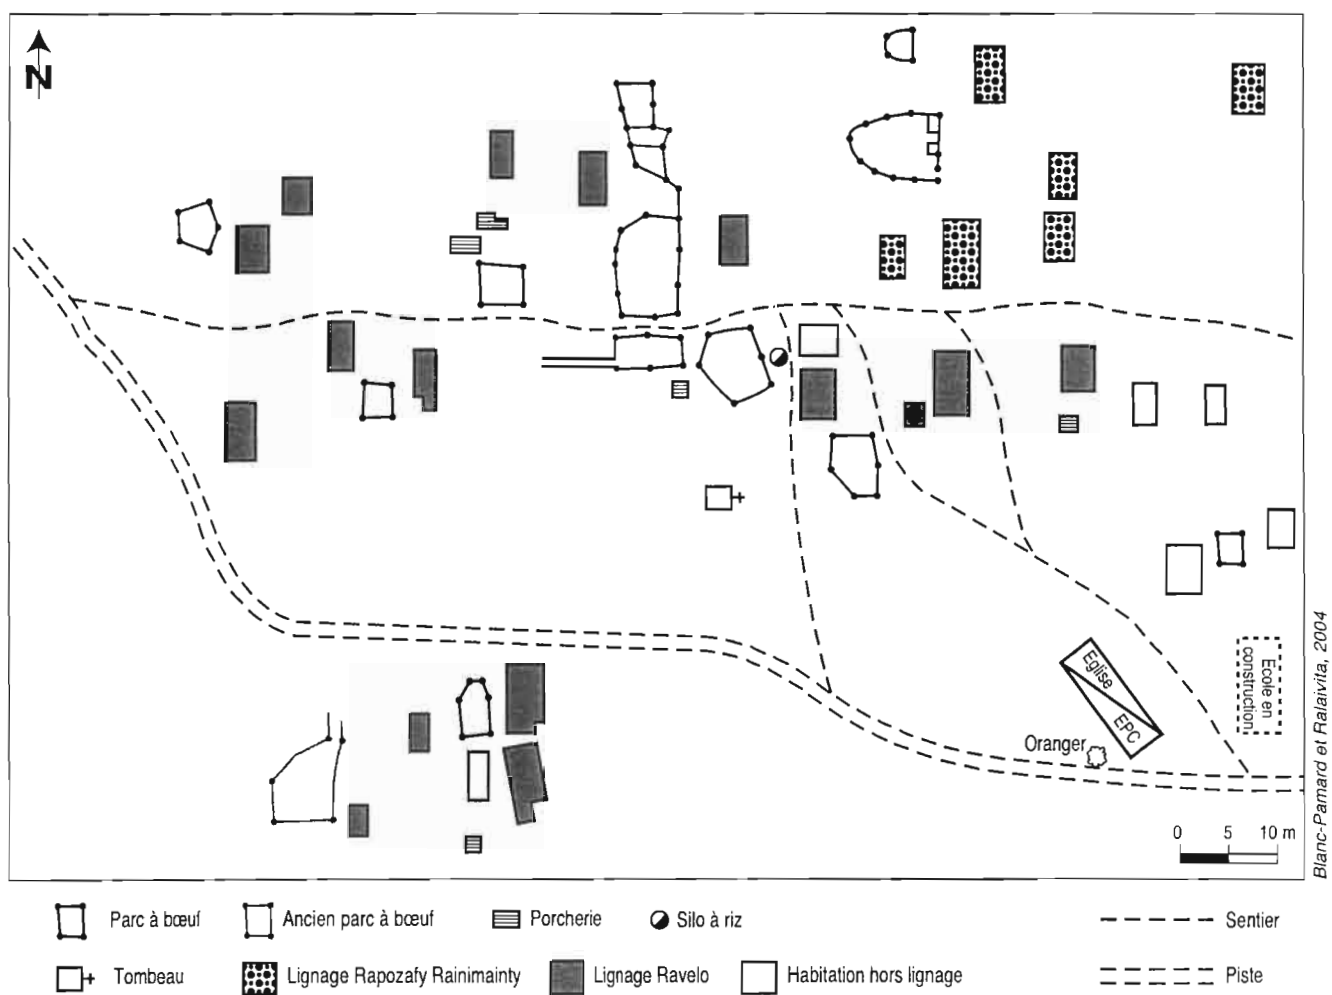 N
Eglise
EPC
Ecole en
construction
Oranger
0 5 10 m
Blanc-Pamard et Ralaivita, 2004
Parc à bœuf
Ancien parc à bœuf
Porcherie
Silo à riz
Sentier
Tombeau
Lignage Rapozafy Rainimainty
Lignage Ravelo
Habitation hors lignage
Piste